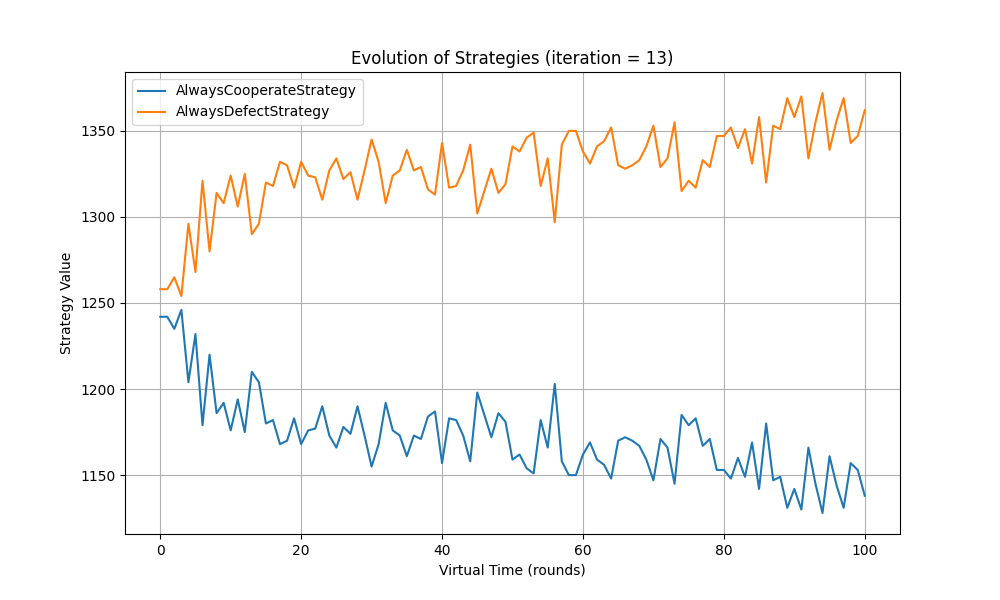 Evolution of Strategies (iteration = 13)
AlwaysCooperateStrategy
AlwaysDefectStrategy
Strategy Value
1350
1300
1250
1200
1150
0 20 40 60 80 100
Virtual Time (rounds)